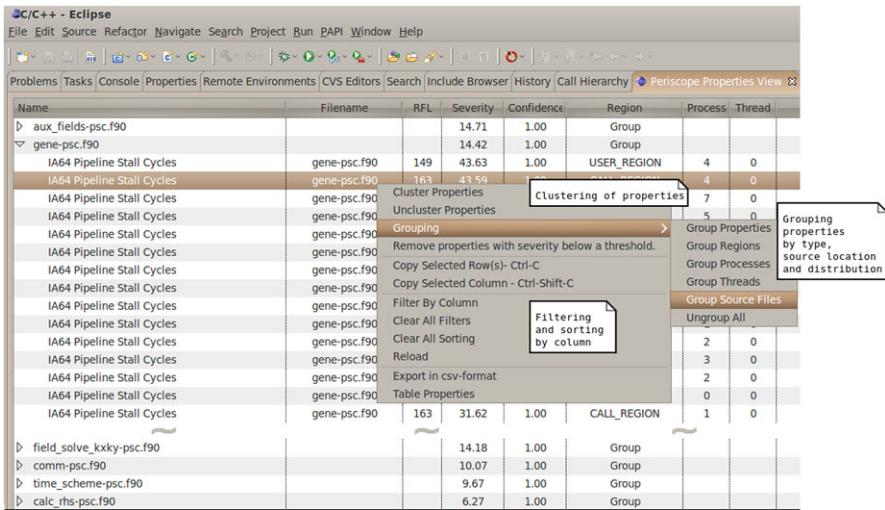 C/C++ - Eclipse
File Edit Source Refactor Navigate Search Project Run PAPI Window Help
Problems Tasks Console Properties Remote Environments CVS Editors Search Include Browser History Call Hierarchy Periscope Properties View
Name Filename RFL Severity Confidence Region Process Thread
aux_fields-psc.f90 14.71 1.00 Group
gene-psc.f90 14.42 1.00 Group
IA64 Pipeline Stall Cycles gene-psc.f90 149 43.63 1.00 USER_REGION 4 0
IA64 Pipeline Stall Cycles gene-psc.f90 163 43.59 1.00 CALL_REGION 4 0
IA64 Pipeline Stall Cycles gene-psc.f90 7 0
IA64 Pipeline Stall Cycles gene-psc.f90 5 0
IA64 Pipeline Stall Cycles gene-psc.f90
IA64 Pipeline Stall Cycles gene-psc.f90
IA64 Pipeline Stall Cycles gene-psc.f90
IA64 Pipeline Stall Cycles gene-psc.f90
IA64 Pipeline Stall Cycles gene-psc.f90
IA64 Pipeline Stall Cycles gene-psc.f90
IA64 Pipeline Stall Cycles gene-psc.f90 2 0
IA64 Pipeline Stall Cycles gene-psc.f90 3 0
IA64 Pipeline Stall Cycles gene-psc.f90 2 0
IA64 Pipeline Stall Cycles gene-psc.f90 0 0
IA64 Pipeline Stall Cycles gene-psc.f90 163 31.62 1.00 CALL_REGION 1 0
field_solve_kxky-psc.f90 14.18 1.00 Group
comm-psc.f90 10.07 1.00 Group
time_scheme-psc.f90 9.67 1.00 Group
calc_rhs-psc.f90 6.27 1.00 Group
Cluster Properties
Uncluster Properties
Grouping
Remove properties with severity below a threshold.
Copy Selected Row(s)- Ctrl-C
Copy Selected Column - Ctrl-Shift-C
Filter By Column
Clear All Filters
Clear All Sorting
Reload
Export in csv-format
Table Properties
Group Properties
Group Regions
Group Processes
Group Threads
Group Source Files
Ungroup All
Clustering of properties
Grouping
properties
by type,
source location
and distribution
Filtering
and sorting
by column